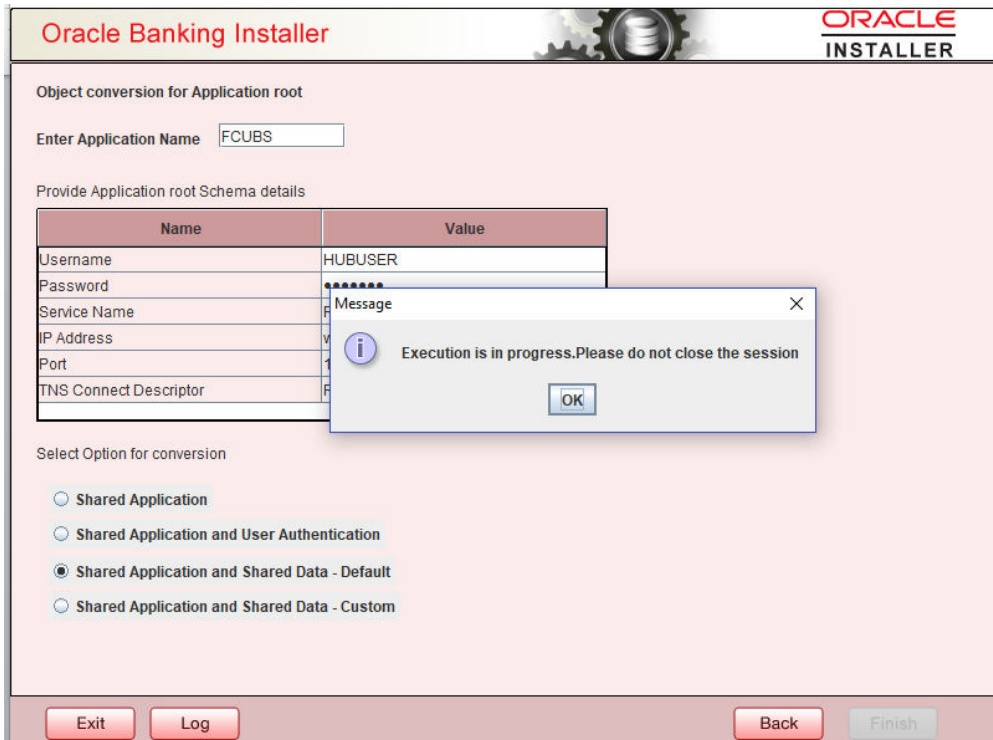 Oracle Banking Installer
ORACLE
INSTALLER
Object conversion for Application root
Enter Application Name FCUBS
Provide Application root Schema details
Name Value
Username HUBUSER
Password ●●●●●●●
Service Name
IP Address
Port
TNS Connect Descriptor
Message
Execution is in progress.Please do not close the session
OK
Select Option for conversion
Shared Application
Shared Application and User Authentication
Shared Application and Shared Data - Default
Shared Application and Shared Data - Custom
Exit Log Back Finish